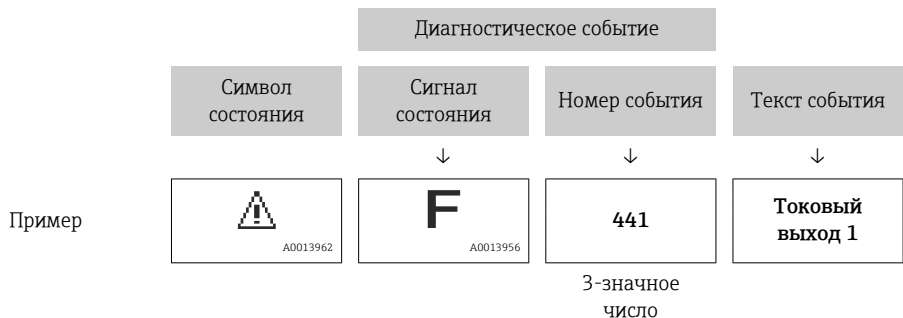 Диагностическое событие
Символ
состояния
Сигнал
состояния
Номер события
Текст события
↓ ↓ ↓
Пример
A0013962
F
A0013956
441
Токовый
выход 1
3-значное
число